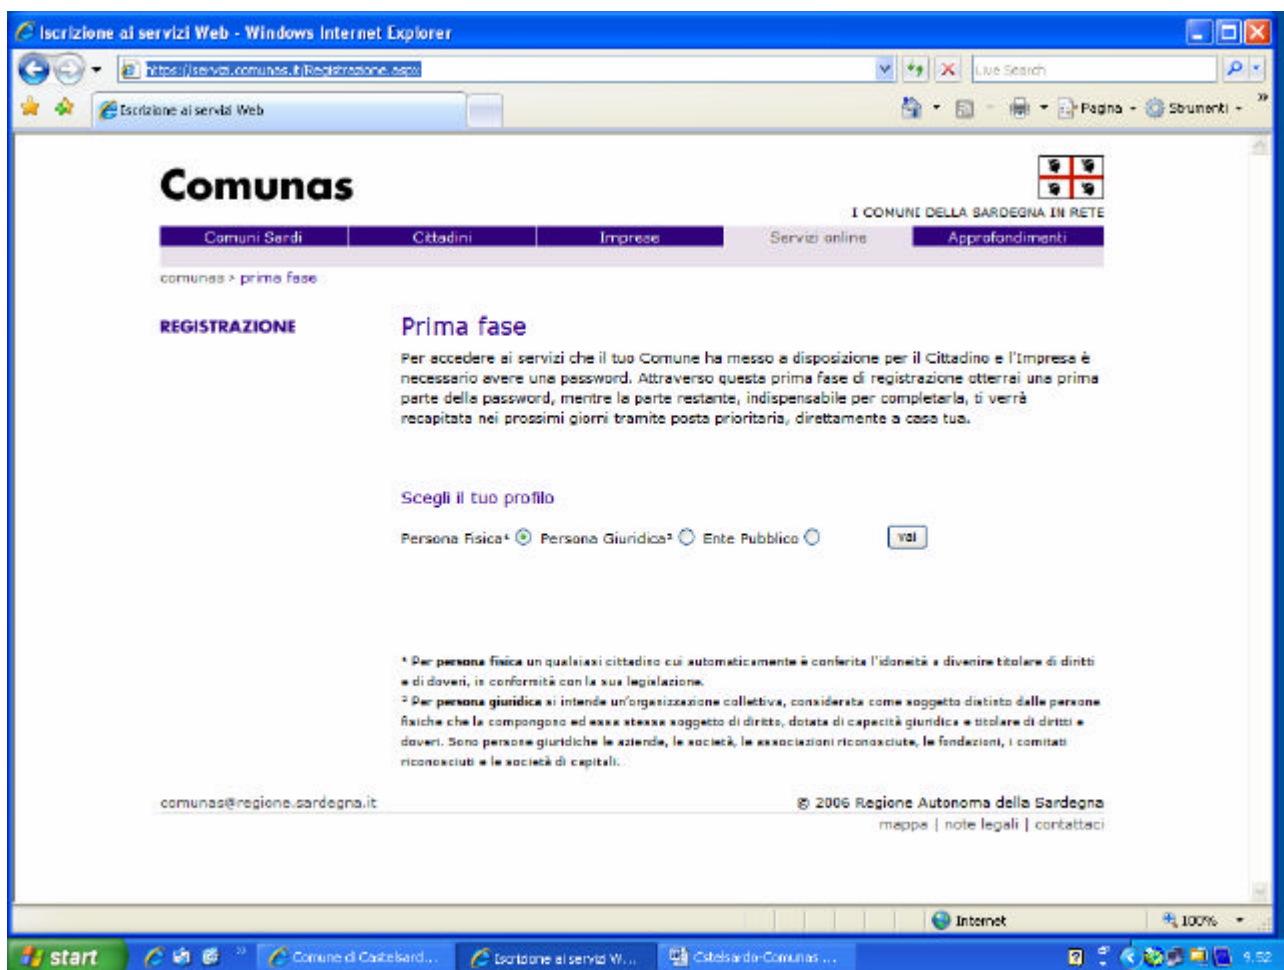 Iscrizione ai servizi Web - Windows Internet Explorer
https://servizi.comunas.it/Registrazione.aspx
Live Search
Iscrizione ai servizi Web
Pagina
Strumenti
Comunas
I COMUNI DELLA SARDEGNA IN RETE
Comuni Sardi Cittadini Imprese Servizi online Approfondimenti
comunas > prima fase
REGISTRAZIONE
Prima fase
Per accedere ai servizi che il tuo Comune ha messo a disposizione per il Cittadino e l'Impresa è
necessario avere una password. Attraverso questa prima fase di registrazione otterrai una prima
parte della password, mentre la parte restante, indispensabile per completarla, ti verrà
recapitata nei prossimi giorni tramite posta prioritaria, direttamente a casa tua.
Scegli il tuo profilo
Persona Fisica¹ Persona Giuridica² Ente Pubblico vai
¹ Per persona fisica un qualsiasi cittadino cui automaticamente è conferita l'idoneità a divenire titolare di diritti
e di doveri, in conformità con la sua legislazione.
² Per persona giuridica si intende un'organizzazione collettiva, considerata come soggetto distinto dalle persone
fisiche che la compongono ed essa stessa soggetto di diritto, dotata di capacità giuridica e titolare di diritti e
doveri. Sono persone giuridiche le aziende, le società, le associazioni riconosciute, le fondazioni, i comitati
riconosciuti e le società di capitali.
comunas@regione.sardegna.it
© 2006 Regione Autonoma della Sardegna
mappa | note legali | contattaci
Internet
100%
start
Comune di Castelsard...
Iscrizione ai servizi W...
Cstelsardo-Comunas ...
9.52